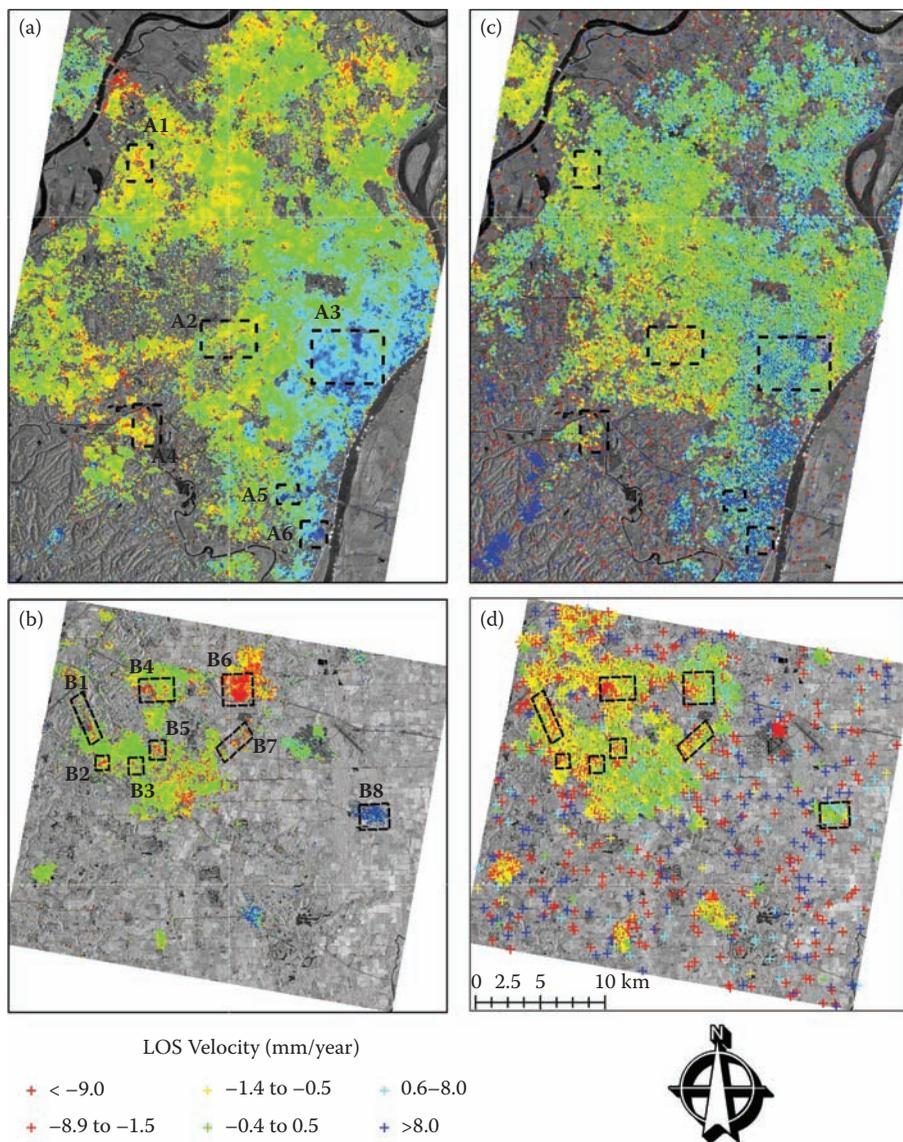 (a)
A1
A2
A3
A4
A5
A6
(c)
(b)
B1
B4
B6
B5
B7
B2
B3
B8
(d)
0 2.5 5 10 km
N
LOS Velocity (mm/year)
< −9.0
−1.4 to −0.5
0.6–8.0
−8.9 to −1.5
−0.4 to 0.5
>8.0